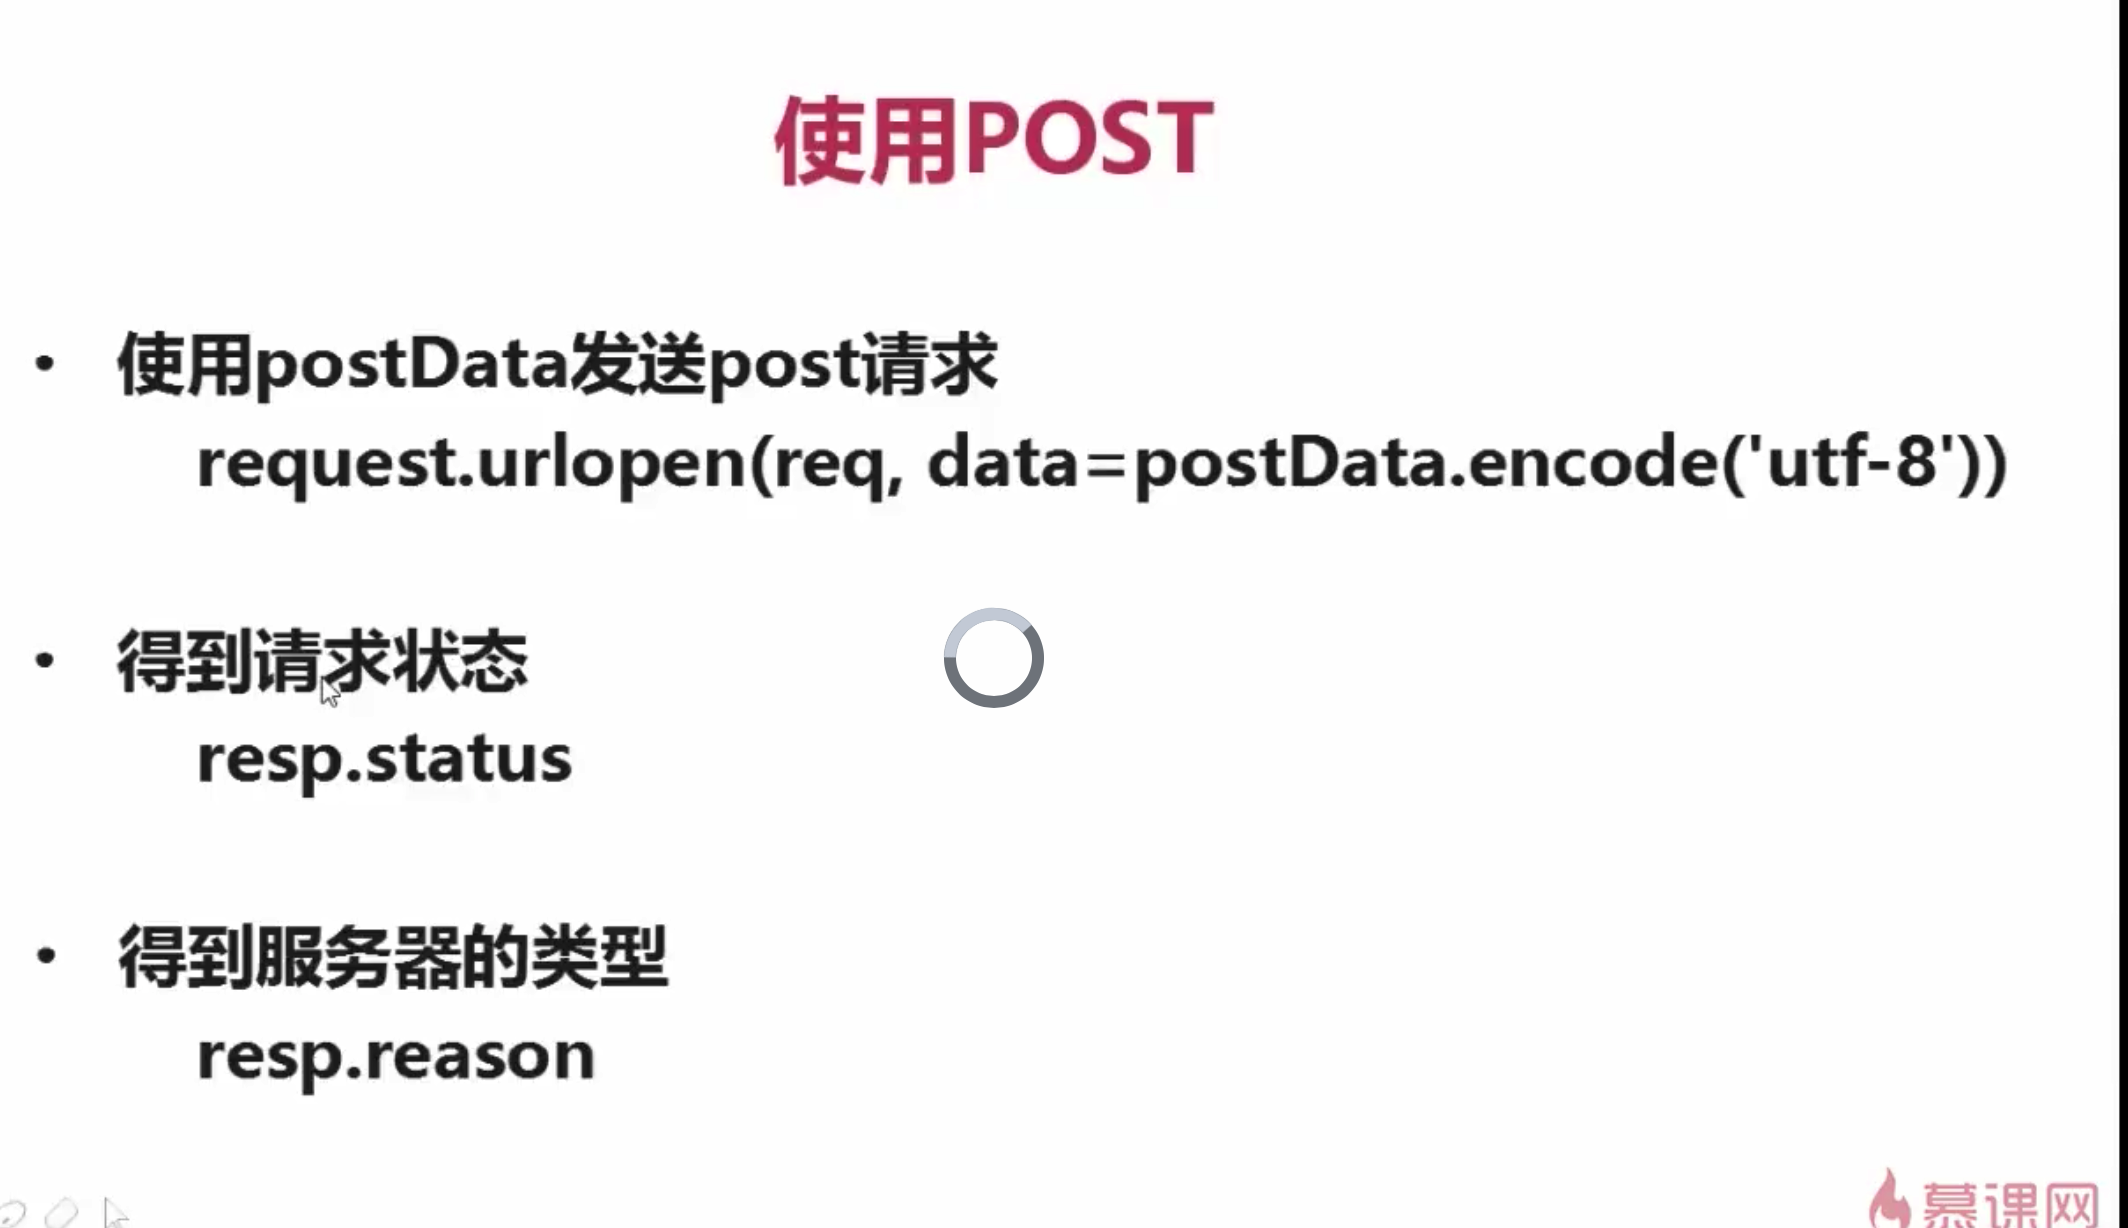 使用POST
• 使用postData发送post请求
request.urlopen(req, data=postData.encode('utf-8'))
• 得到请求状态
resp.status
• 得到服务器的类型
resp.reason
慕课网